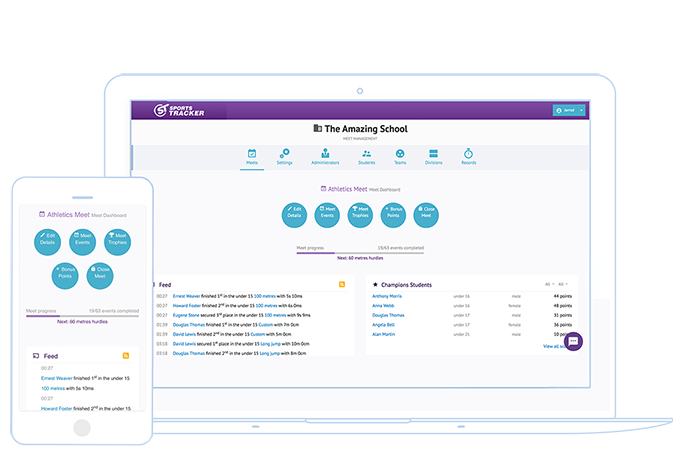 SPORTS
TRACKER
The Amazing School
MEET MANAGEMENT
Meets Settings Administrators Students Teams Divisions Records
Athletics Meet Meet Dashboard
Edit Details
Meet Events
Meet Trophies
+ Bonus Points
Close Meet
Meet progress 19/63 events completed
Next: 60 metres hurdles
Feed
00:27 Ernest Weaver finished 1st in the under 15 100 metres with 5s 10ms
00:27 Howard Foster finished 2nd in the under 15 100 metres with 6s 0ms
00:27 Eugene Stone secured 1st place in the under 15 100 metres with 9s 9ms
01:39 Douglas Thomas finished 1st in the under 15 Custom with 7m 0cm
03:18 David Lewis finished 2nd in the under 15 Custom with 5m 0cm
03:18 David Lewis secured 1st place in the under 15 Long jump with 10m 0cm
03:18 Douglas Thomas finished 2nd in the under 15 Long jump with 8m 0cm
Champions Students All All
Anthony Morris under 16 male 44 points
Anna Webb under 16 female 48 points
Douglas Thomas under 17 male 31 points
Angela Bell under 17 female 36 points
Alan Martin under 21 male 10
View all
Athletics Meet Meet Dashboard
Edit Details
Meet Events
Meet Trophies
+ Bonus Points
Close Meet
Meet progress 19/63 events completed
Next: 60 metres hurdles
Feed
00:27
Ernest Weaver finished 1st in the under 15
100 metres with 5s 10ms
00:27
Howard Foster finished 2nd in the under 15